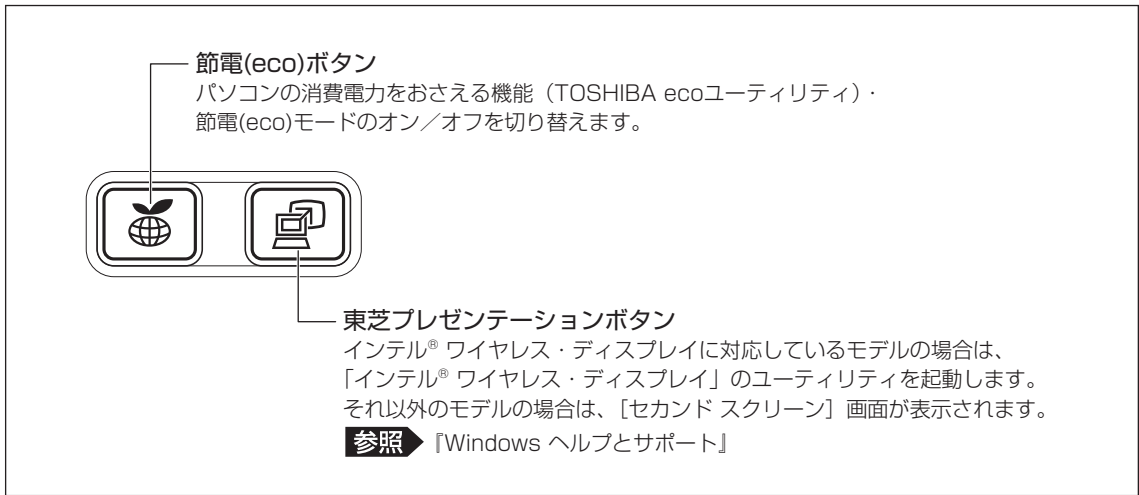 節電(eco)ボタン
パソコンの消費電力をおさえる機能（TOSHIBA ecoユーティリティ）・
節電(eco)モードのオン／オフを切り替えます。
東芝プレゼンテーションボタン
インテル® ワイヤレス・ディスプレイに対応しているモデルの場合は、
「インテル® ワイヤレス・ディスプレイ」のユーティリティを起動します。
それ以外のモデルの場合は、［セカンド スクリーン］画面が表示されます。
参照 『Windows ヘルプとサポート』